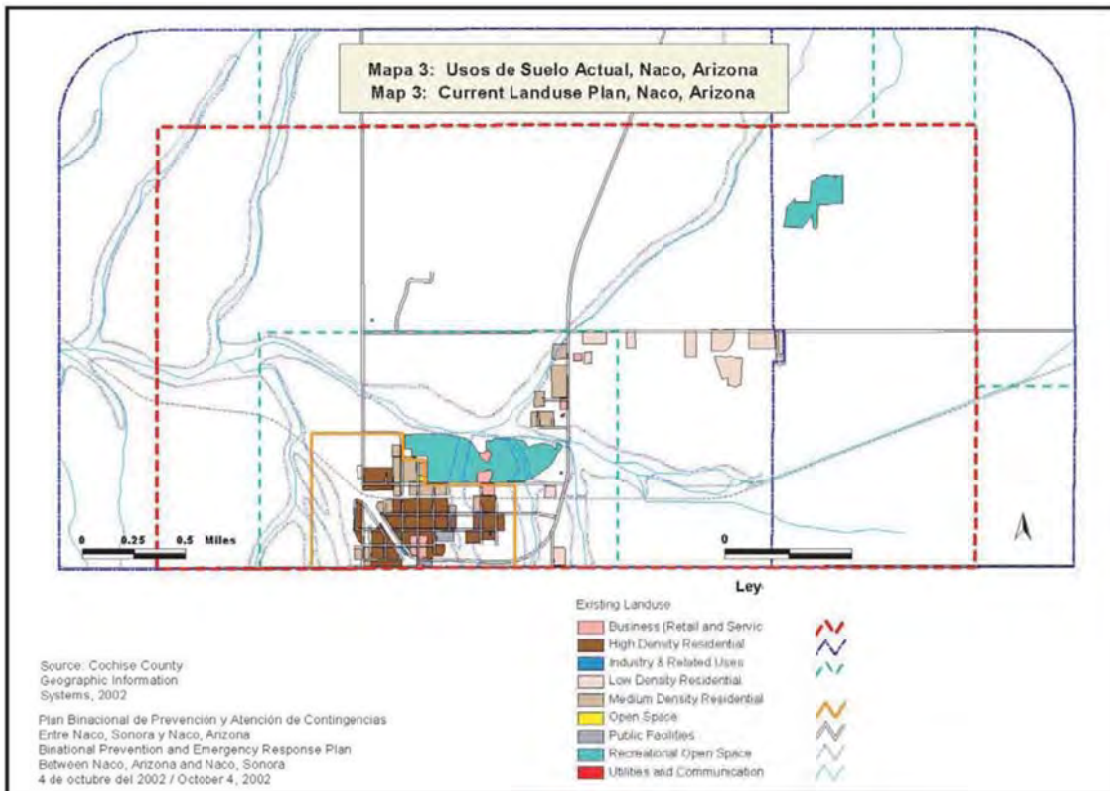 Mapa 3: Usos de Suelo Actual, Naco, Arizona
Map 3: Current Landuse Plan, Naco, Arizona
0 0.25 0.5 Miles
0
Ley
Existing Landuse
Business (Retail and Servic
High Density Residential
Industry & Related Uses
Low Density Residential
Medium Density Residential
Open Space
Public Facilities
Recreational Open Space
Utilities and Communication
Source: Cochise County
Geographic Information
Systems, 2002
Plan Binacional de Prevención y Atención de Contingencias
Entre Naco, Sonora y Naco, Arizona
Binational Prevention and Emergency Response Plan
Between Naco, Arizona and Naco, Sonora
4 de octubre del 2002 / October 4, 2002